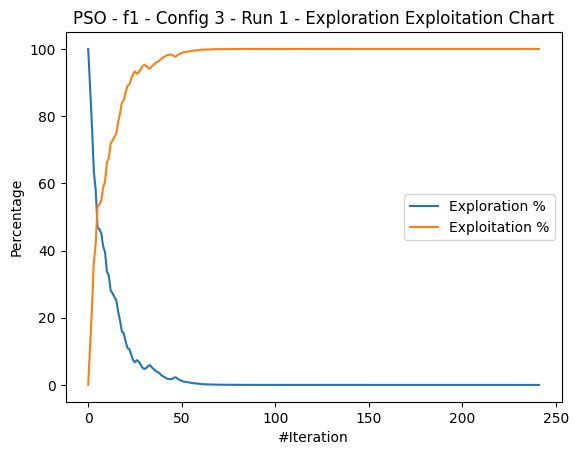 PSO - f1 - Config 3 - Run 1 - Exploration Exploitation Chart
100
80
60
40
20
0
Percentage
Exploration %
Exploitation %
0 50 100 150 200 250
#Iteration